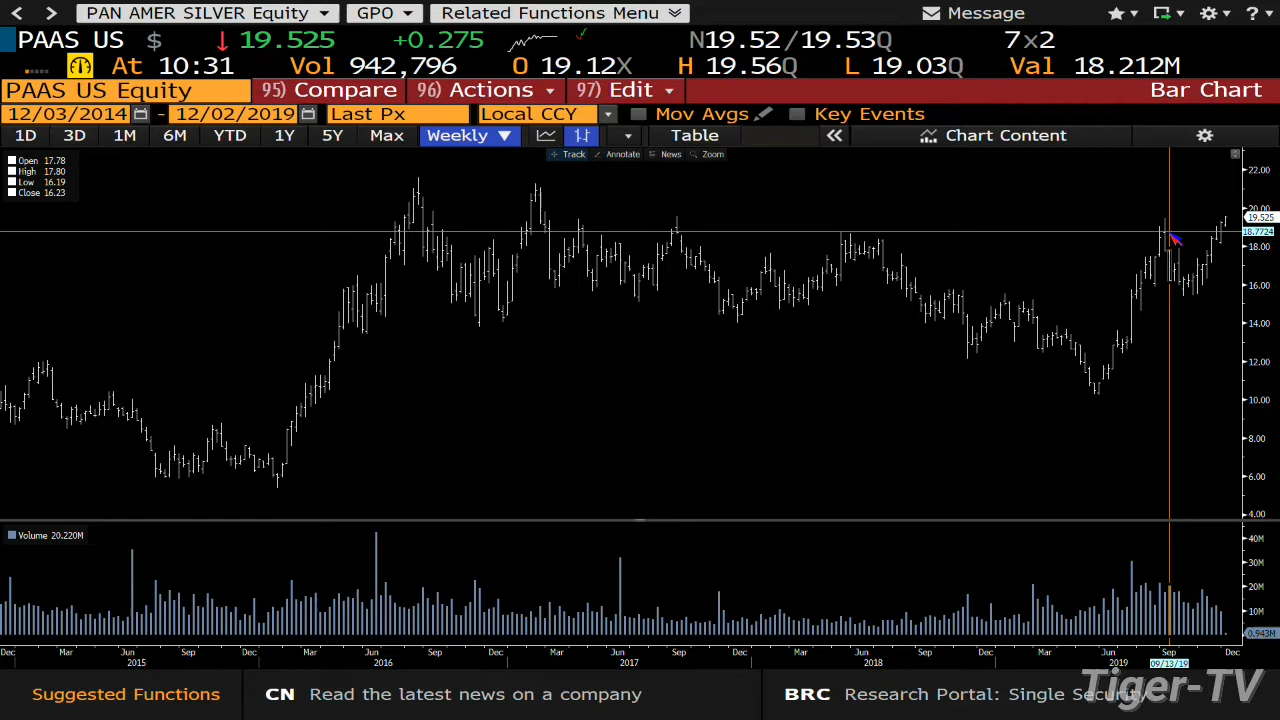 PAN AMER SILVER Equity GPO Related Functions Menu Message
PAAS US $ 19.525 +0.275 N19.52/19.53Q 7x2
At 10:31 Vol 942,796 O 19.12X H 19.56Q L 19.03Q Val 18.212M
PAAS US Equity 95) Compare 96) Actions 97) Edit Bar Chart
12/03/2014 - 12/02/2019 Last Px Local CCY Mov Avgs Key Events
1D 3D 1M 6M YTD 1Y 5Y Max Weekly Table Chart Content
Track Annotate News Zoom
Open 17.78
High 17.80
Low 16.19
Close 16.23
22.00
20.00
19.525
18.7724
18.00
16.00
14.00
12.00
10.00
8.00
6.00
4.00
Volume 20.220M
40M
30M
20M
10M
0.943M
Dec Mar Jun Sep Dec Mar Jun Sep Dec Mar Jun Sep Dec Mar Jun Sep Dec Mar Jun Sep Dec
2015 2016 2017 2018 2019 09/13/19
Suggested Functions CN Read the latest news on a company BRC Research Portal: Single Security
Tiger-TV